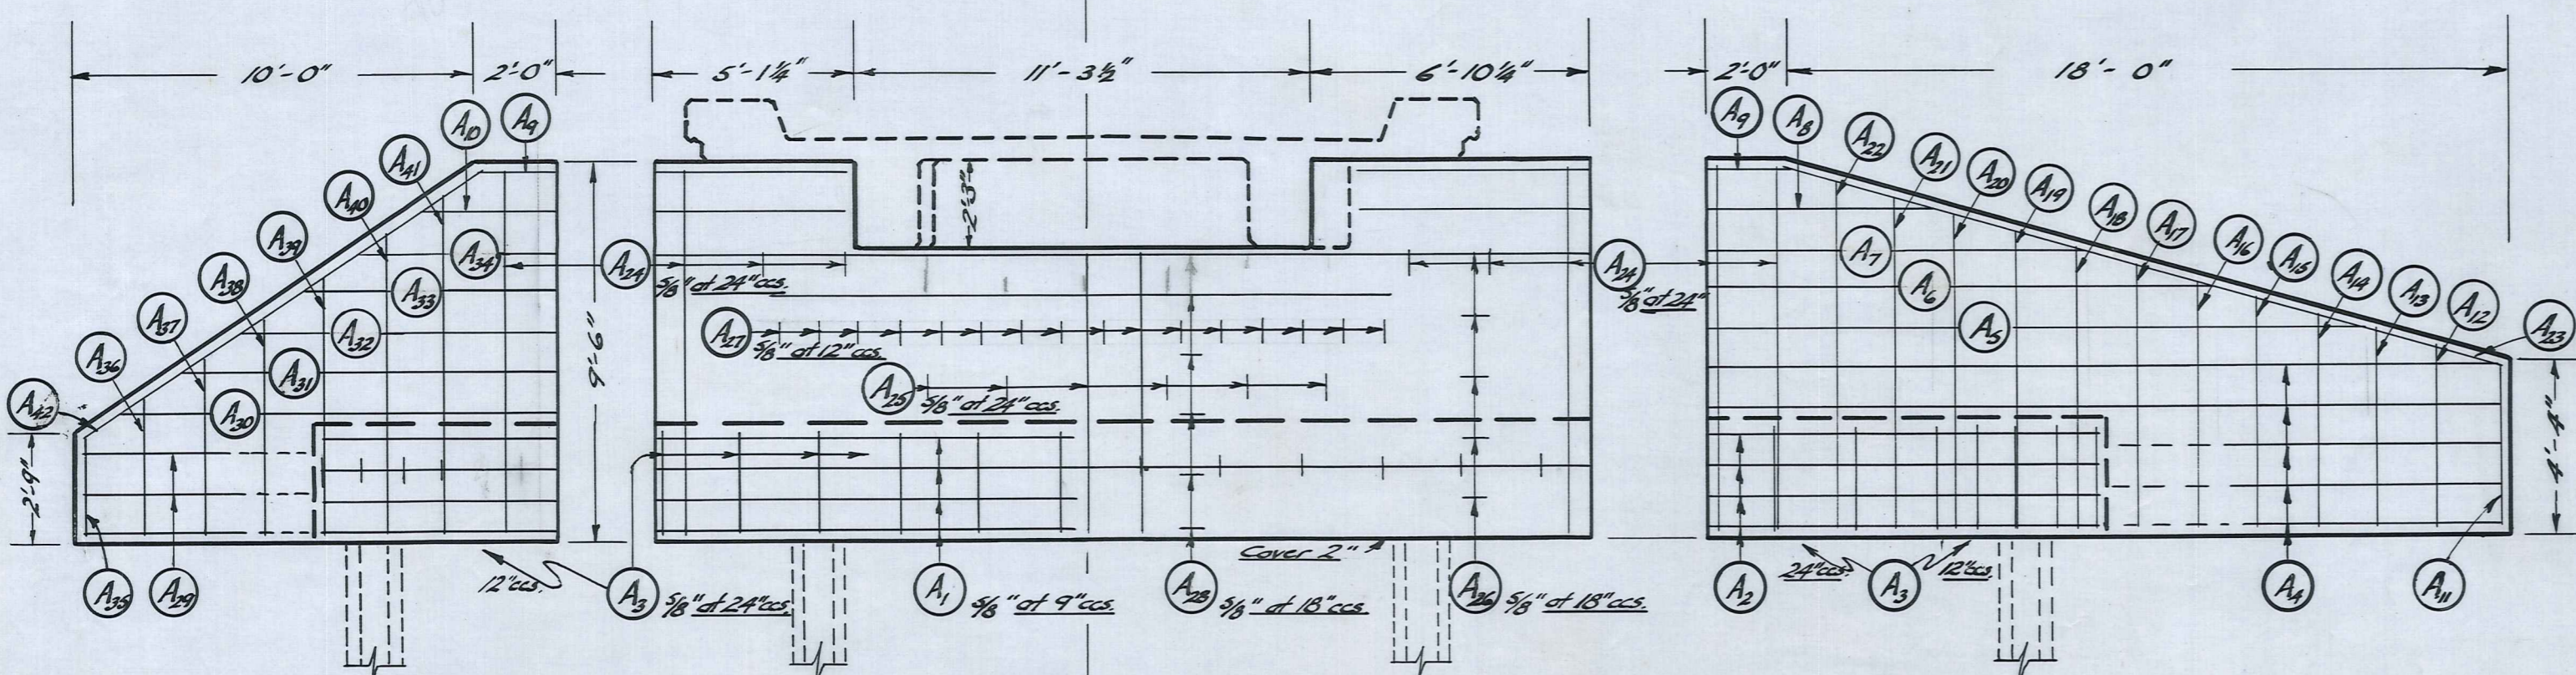 10'-0" 2'-0" 5'-1¼" 11'-3½" 6'-10¼" 2'-0" 18'-0"
A10 A9 A9 A8
A41 A22
A40 A21
A20
A39 A19
A38 A18
A37 A17
A36 A16
A42 A15
A14
A13
A12
A23
2'-3"
A34 A24 A24 A7
5/8" at 24"ccs. 5/8" at 24"
A33 A6
A32 A27 A5
5/8" at 12"ccs.
A31 9'-6" A25
5/8" at 24"ccs.
A30
2'-9" 4'-4"
Cover 2"
A35 A29 12"ccs. A3 5/8" at 24"ccs. A1 5/8" at 9"ccs. A28 5/8" at 18"ccs. A26 5/8" at 18"ccs. A2 24"ccs. A3 12"ccs. A4 A11